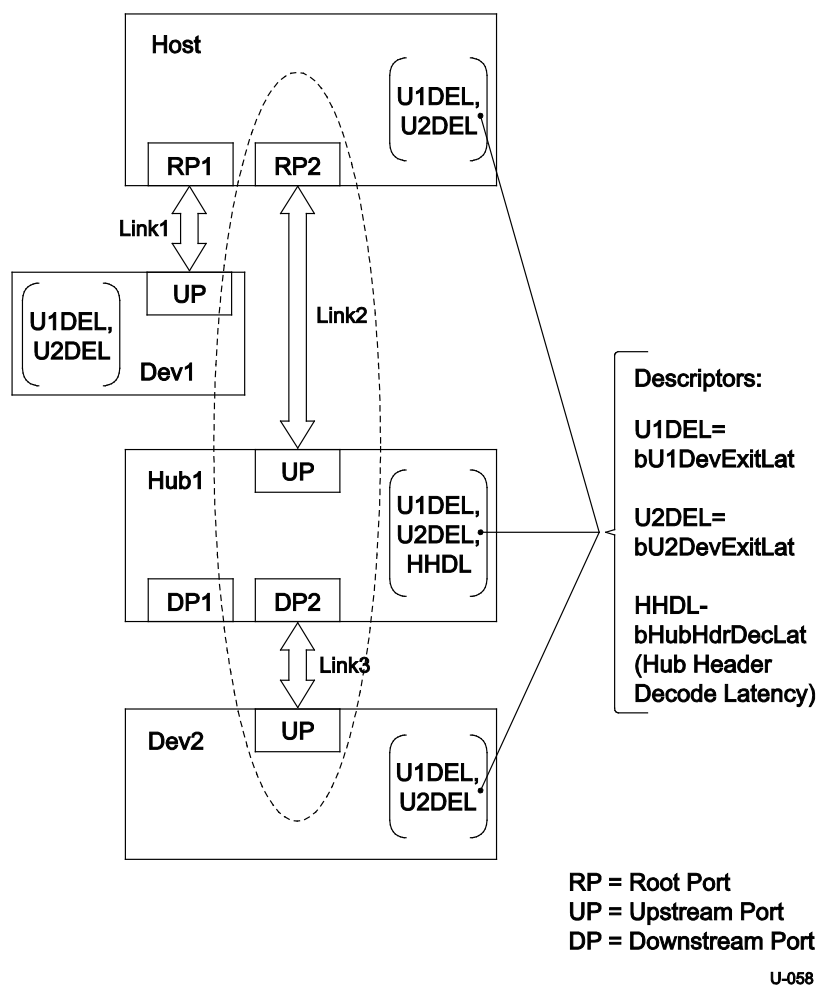 Host
U1DEL,
U2DEL
RP1
RP2
Link1
UP
U1DEL,
U2DEL
Dev1
Link2
Descriptors:
U1DEL=
bU1DevExitLat
U2DEL=
bU2DevExitLat
HHDL-
bHubHdrDecLat
(Hub Header
Decode Latency)
Hub1
UP
U1DEL,
U2DEL,
HHDL
DP1
DP2
Link3
Dev2
UP
U1DEL,
U2DEL
RP = Root Port
UP = Upstream Port
DP = Downstream Port
U-058